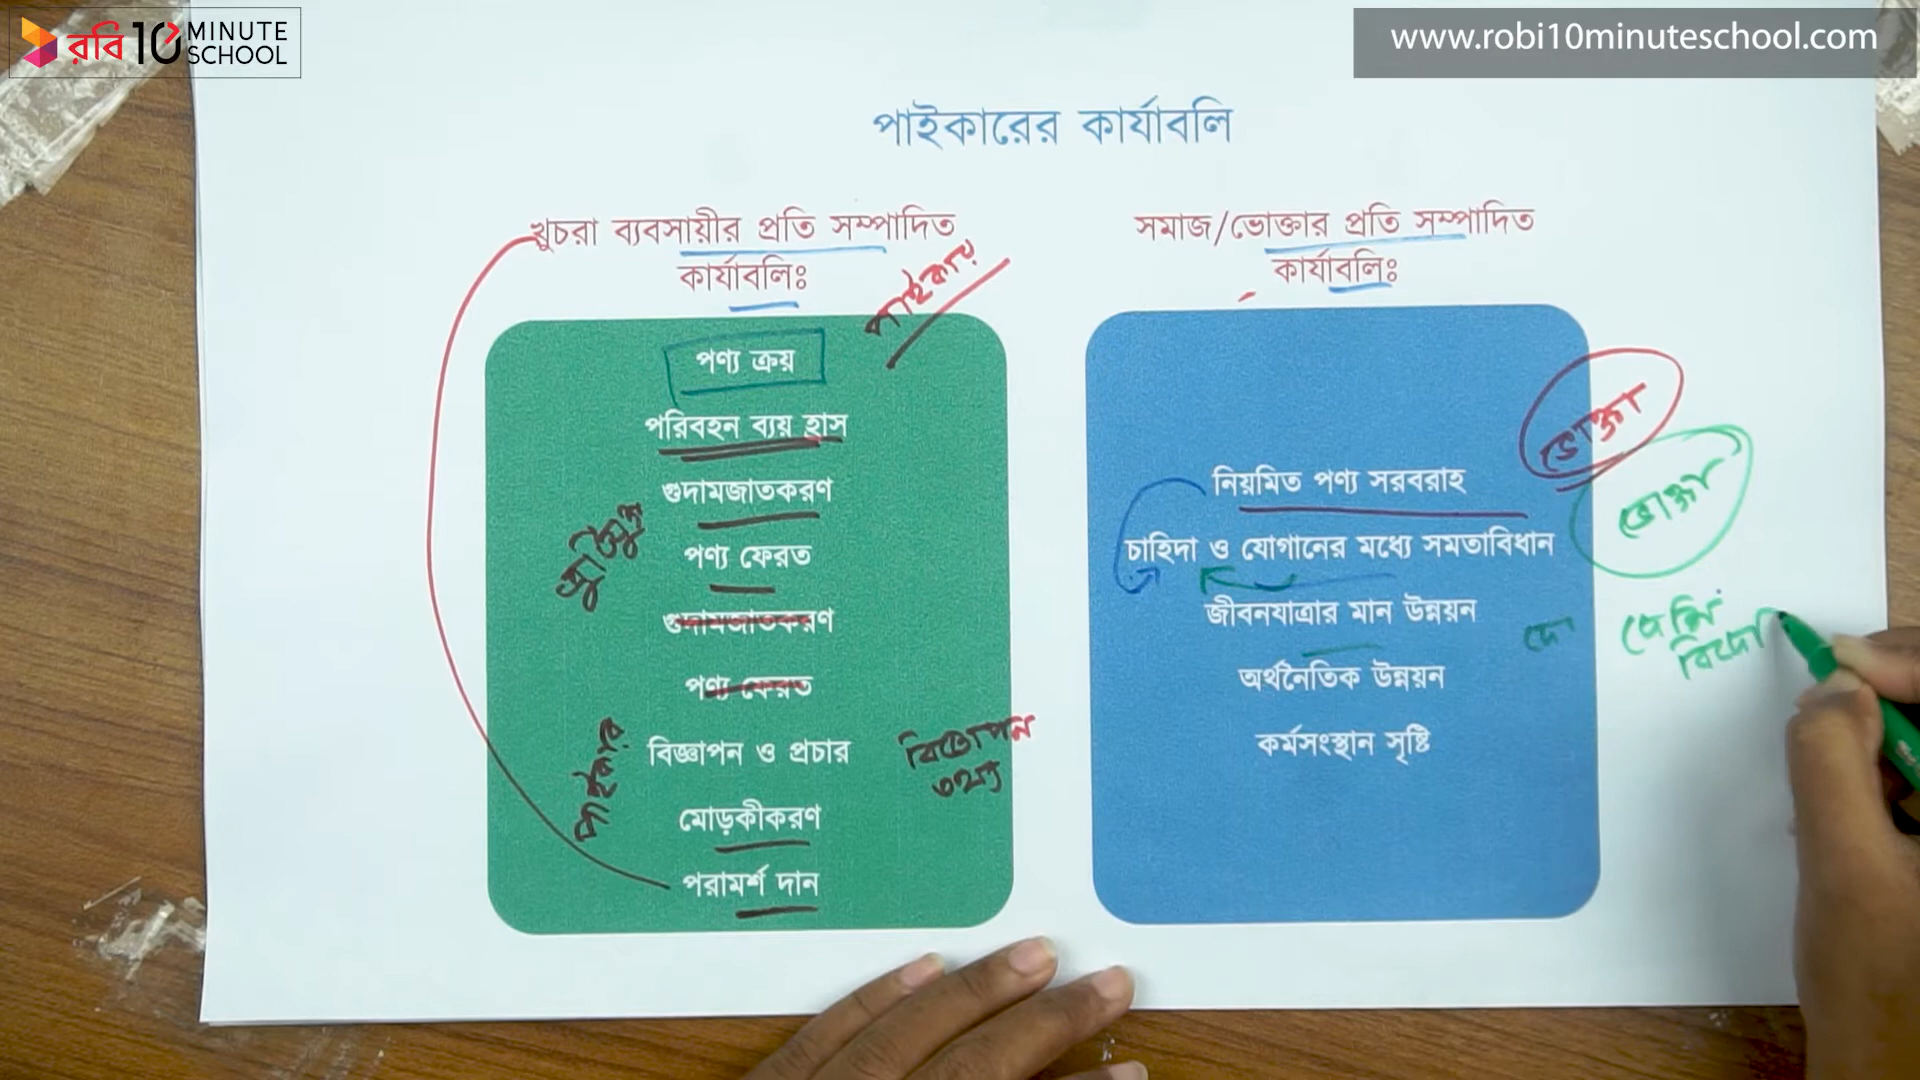 রবি 10 MINUTE SCHOOL
www.robi10minuteschool.com
পাইকারের কার্যাবলি
খুচরা ব্যবসায়ীর প্রতি সম্পাদিত
কার্যাবলিঃ
পাইকার
পণ্য ক্রয়
পরিবহন ব্যয় হাস
গুদামজাতকরণ
পণ্য ফেরত
গুদামজাতকরণ
পণ্য ফেরত
বিজ্ঞাপন ও প্রচার
মোড়কীকরণ
পরামর্শ দান
পাইকার
বিজ্ঞাপন
তথ্য
সমাজ/ভোক্তার প্রতি সম্পাদিত
কার্যাবলিঃ
নিয়মিত পণ্য সরবরাহ
চাহিদা ও যোগানের মধ্যে সমতাবিধান
জীবনযাত্রার মান উন্নয়ন
অর্থনৈতিক উন্নয়ন
কর্মসংস্থান সৃষ্টি
ভোক্তা
ভোক্তা